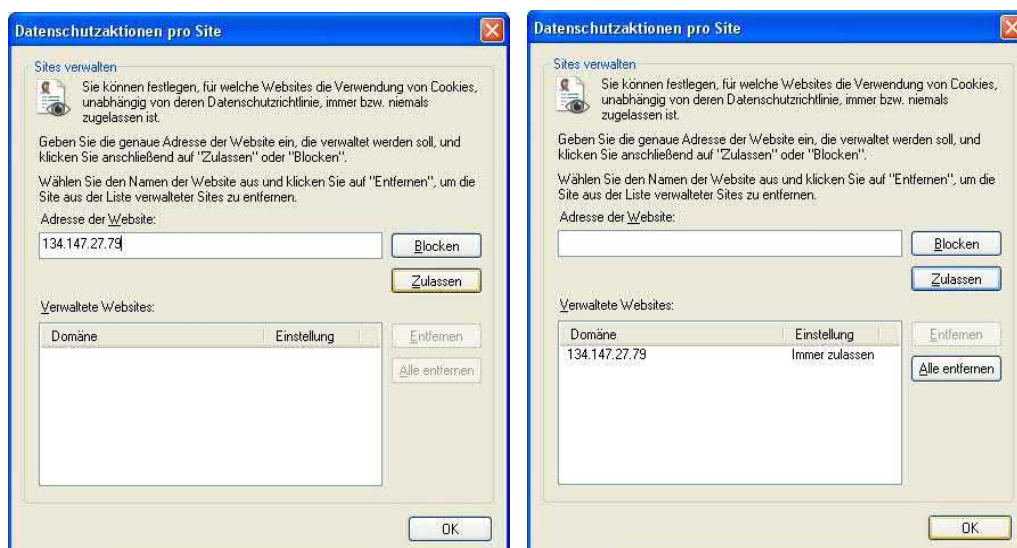 Datenschutzaktionen pro Site
Sites verwalten
Sie können festlegen, für welche Websites die Verwendung von Cookies,
unabhängig von deren Datenschutzrichtlinie, immer bzw. niemals
zugelassen ist.
Geben Sie die genaue Adresse der Website ein, die verwaltet werden soll, und
klicken Sie anschließend auf "Zulassen" oder "Blocken".
Wählen Sie den Namen der Website aus und klicken Sie auf "Entfernen", um die
Site aus der Liste verwalteter Sites zu entfernen.
Adresse der Website:
134.147.27.79
Blocken
Zulassen
Verwaltete Websites:
Domäne Einstellung
Entfernen
Alle entfernen
OK
Datenschutzaktionen pro Site
Sites verwalten
Sie können festlegen, für welche Websites die Verwendung von Cookies,
unabhängig von deren Datenschutzrichtlinie, immer bzw. niemals
zugelassen ist.
Geben Sie die genaue Adresse der Website ein, die verwaltet werden soll, und
klicken Sie anschließend auf "Zulassen" oder "Blocken".
Wählen Sie den Namen der Website aus und klicken Sie auf "Entfernen", um die
Site aus der Liste verwalteter Sites zu entfernen.
Adresse der Website:
Blocken
Zulassen
Verwaltete Websites:
Domäne Einstellung
134.147.27.79 Immer zulassen
Entfernen
Alle entfernen
OK